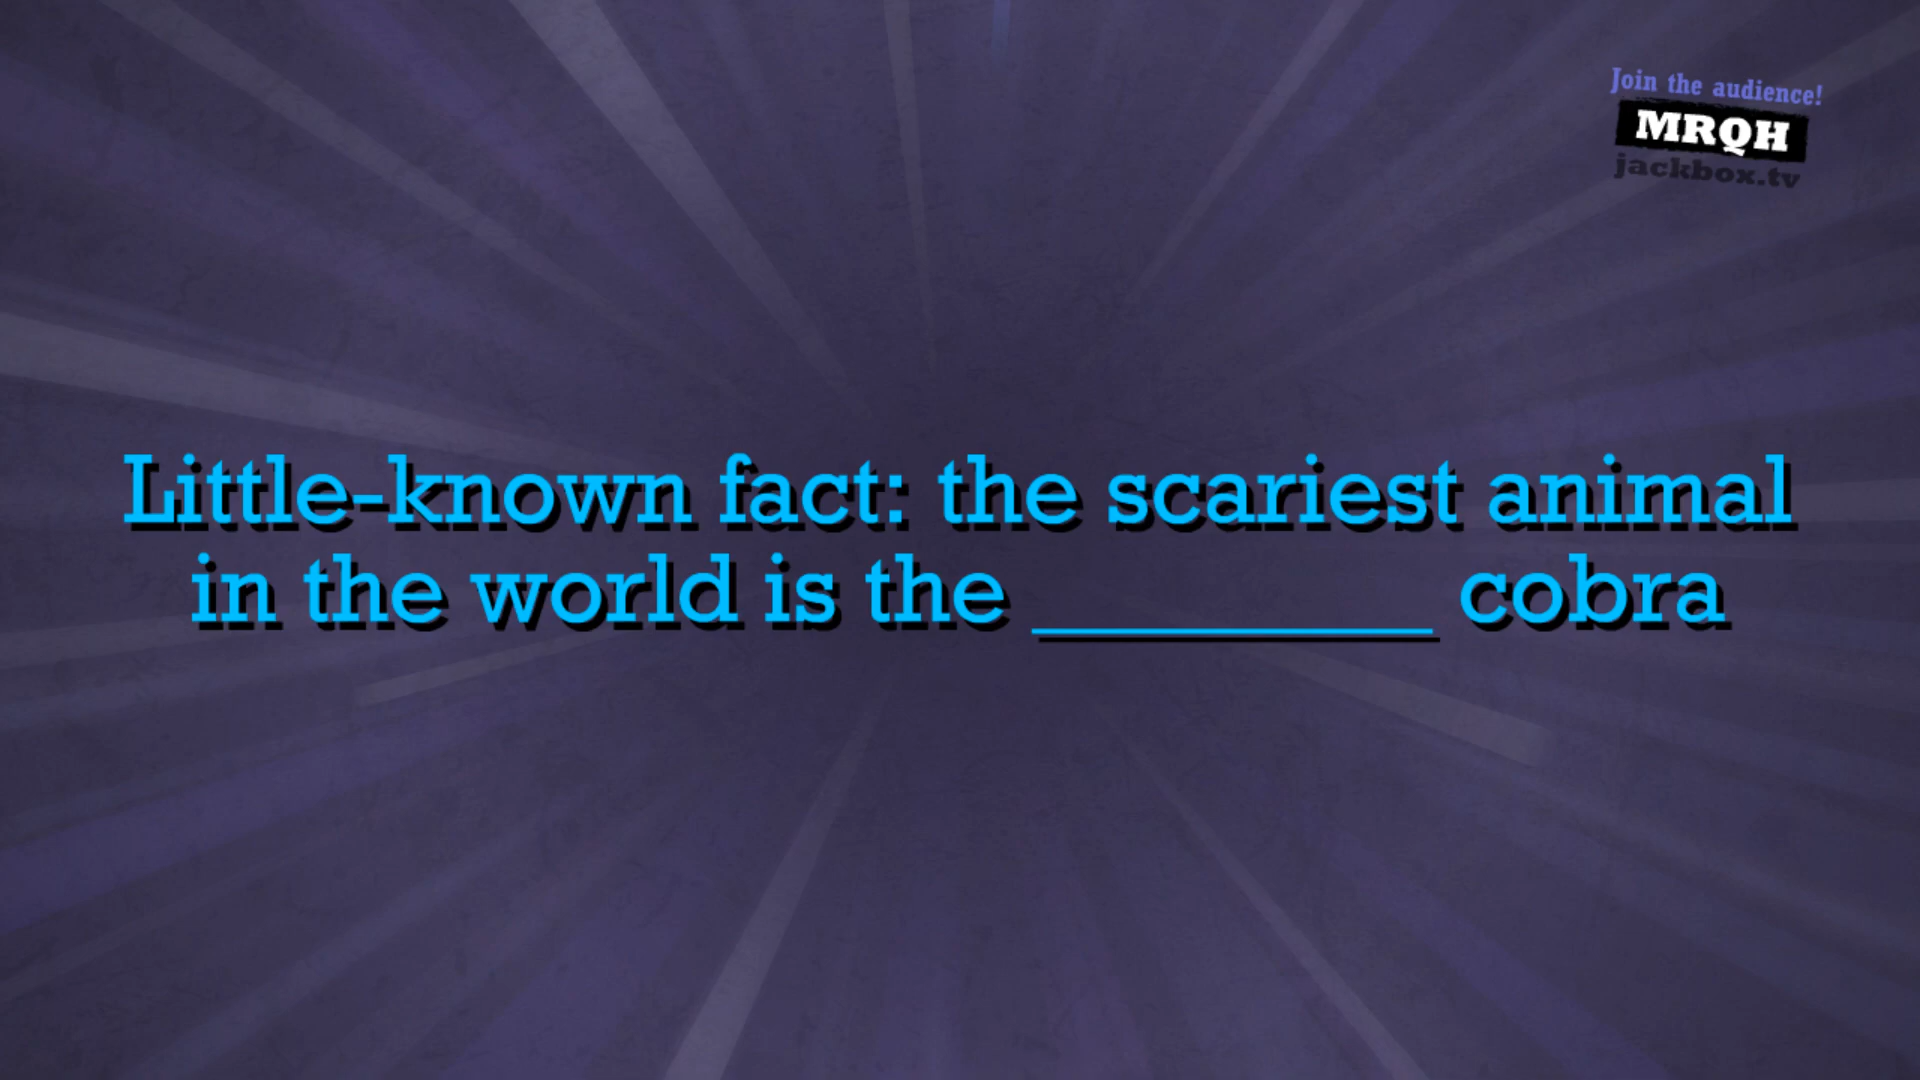 Join the audience!
MRQH
jackbox.tv
Little-known fact: the scariest animal
in the world is the __________ cobra